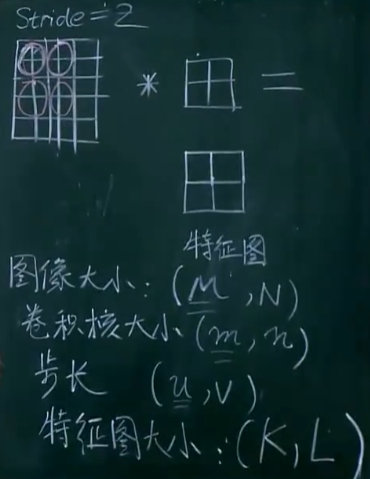 Stride = 2
* =
特征图
图像大小: (M, N)
卷积核大小 (m, n)
步长 (u, v)
特征图大小: (K, L)